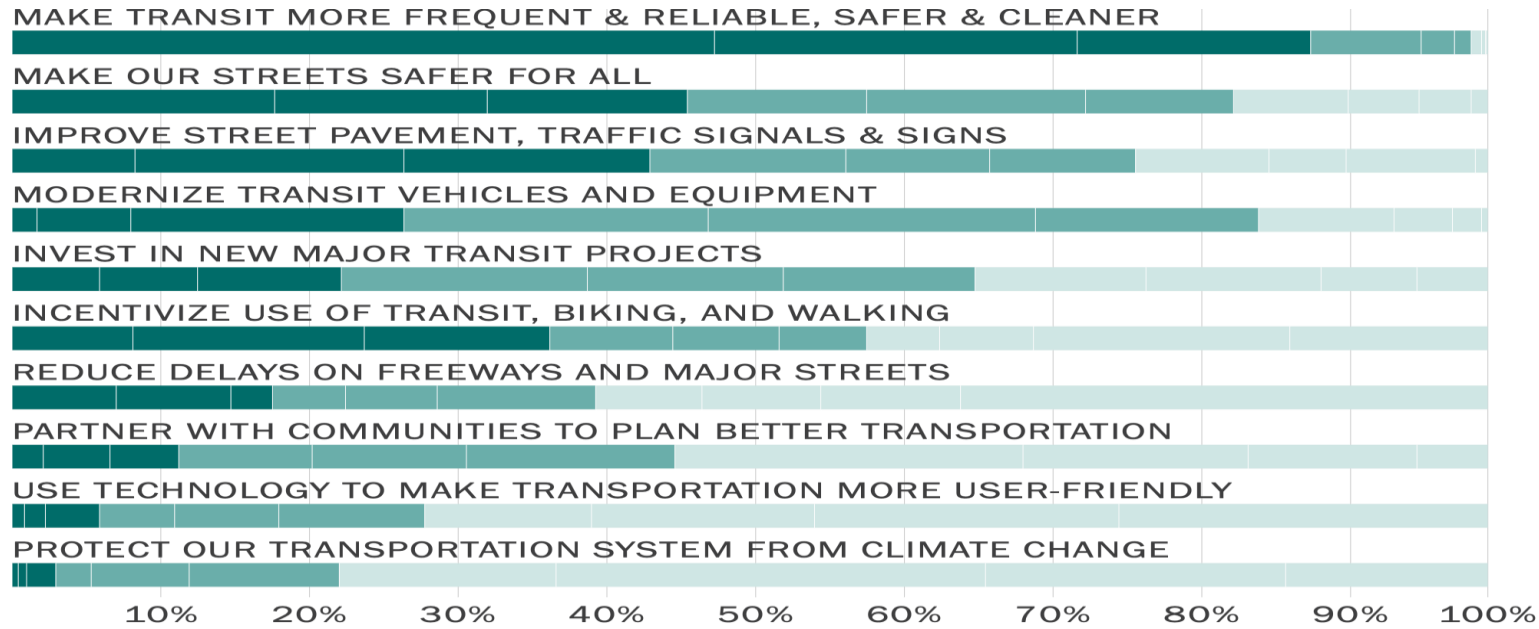 MAKE TRANSIT MORE FREQUENT & RELIABLE, SAFER & CLEANER
MAKE OUR STREETS SAFER FOR ALL
IMPROVE STREET PAVEMENT, TRAFFIC SIGNALS & SIGNS
MODERNIZE TRANSIT VEHICLES AND EQUIPMENT
INVEST IN NEW MAJOR TRANSIT PROJECTS
INCENTIVIZE USE OF TRANSIT, BIKING, AND WALKING
REDUCE DELAYS ON FREEWAYS AND MAJOR STREETS
PARTNER WITH COMMUNITIES TO PLAN BETTER TRANSPORTATION
USE TECHNOLOGY TO MAKE TRANSPORTATION MORE USER-FRIENDLY
PROTECT OUR TRANSPORTATION SYSTEM FROM CLIMATE CHANGE
10% 20% 30% 40% 50% 60% 70% 80% 90% 100%